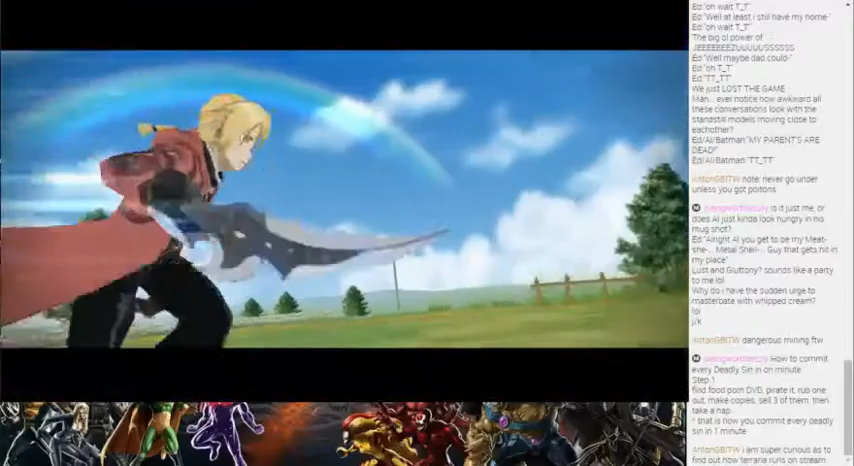 Ed:"oh wait T_T"
Ed:"Well at least i still have my name-"
Ed:"oh wait T_T"
The big ol power of
JEEEEEEZUUUUUSSSSSS
Ed:"Well maybe dad could-"
Ed:"oh T_T"
Ed:"TT_TT"
We just LOST THE GAME
Man... ever notice how awkward all
these conversations look with the
standstill models moving close to
eachother?
Ed/Al/Batman:"MY PARENTS ARE
DEAD!"
Ed/Al/Batman:"TT_TT"
note: never go under
unless you got poitons
is it just me, or
does Al just kinda look hungry in his
mug shot?
Ed:"Alright Al you get to be my Meat-
she-... Metal Sheil-... Guy that gets hit in
my place"
Lust and Gluttony? sounds like a party
to me lol
Why do i have the sudden urge to
masterbate with whipped cream?
lol
j/k
dangerous mining ftw
How to commit
every Deadly Sin in on minute
Step 1
find food porn DVD, pirate it, rub one
out, make copies, sell 3 of them, then
take a nap
^ that is how you commit every deadly
sin in 1 minute
i am super curious as to
find out how terraria runs on stream